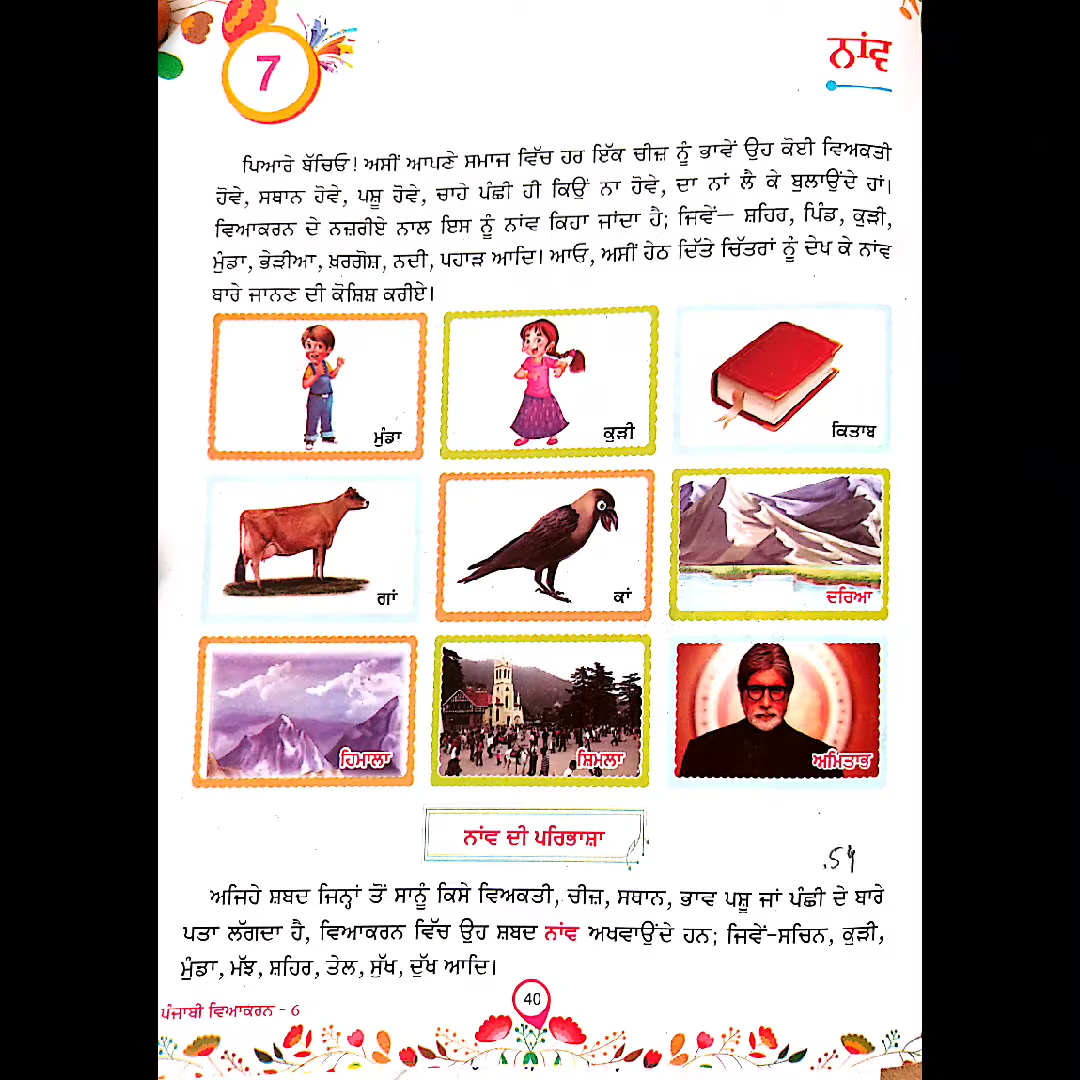 7
ਨਾਂਵ
ਪਿਆਰੇ ਬੱਚਿਓ! ਅਸੀਂ ਆਪਣੇ ਸਮਾਜ ਵਿੱਚ ਹਰ ਇੱਕ ਚੀਜ਼ ਨੂੰ ਭਾਵੇਂ ਉਹ ਕੋਈ ਵਿਅਕਤੀ
ਹੋਵੇ, ਸਥਾਨ ਹੋਵੇ, ਪਸ਼ੂ ਹੋਵੇ, ਚਾਹੇ ਪੰਛੀ ਹੀ ਕਿਉਂ ਨਾ ਹੋਵੇ, ਦਾ ਨਾਂ ਲੈ ਕੇ ਬੁਲਾਉਂਦੇ ਹਾਂ।
ਵਿਆਕਰਨ ਦੇ ਨਜ਼ਰੀਏ ਨਾਲ ਇਸ ਨੂੰ ਨਾਂਵ ਕਿਹਾ ਜਾਂਦਾ ਹੈ; ਜਿਵੇਂ– ਸ਼ਹਿਰ, ਪਿੰਡ, ਕੁੜੀ,
ਮੁੰਡਾ, ਭੇੜੀਆ, ਖ਼ਰਗੋਸ਼, ਨਦੀ, ਪਹਾੜ ਆਦਿ। ਆਓ, ਅਸੀਂ ਹੇਠ ਦਿੱਤੇ ਚਿੱਤਰਾਂ ਨੂੰ ਦੇਖ ਕੇ ਨਾਂਵ
ਬਾਰੇ ਜਾਨਣ ਦੀ ਕੋਸ਼ਿਸ਼ ਕਰੀਏ।
ਮੁੰਡਾ
ਕੁੜੀ
ਕਿਤਾਬ
ਗਾਂ
ਕਾਂ
ਦਰਿਆ
ਹਿਮਾਲਾ
ਸ਼ਿਮਲਾ
ਅਮਿਤਾਭ
ਨਾਂਵ ਦੀ ਪਰਿਭਾਸ਼ਾ
ਅਜਿਹੇ ਸ਼ਬਦ ਜਿਨ੍ਹਾਂ ਤੋਂ ਸਾਨੂੰ ਕਿਸੇ ਵਿਅਕਤੀ, ਚੀਜ਼, ਸਥਾਨ, ਭਾਵ ਪਸ਼ੂ ਜਾਂ ਪੰਛੀ ਦੇ ਬਾਰੇ
ਪਤਾ ਲੱਗਦਾ ਹੈ, ਵਿਆਕਰਨ ਵਿੱਚ ਉਹ ਸ਼ਬਦ ਨਾਂਵ ਅਖਵਾਉਂਦੇ ਹਨ; ਜਿਵੇਂ-ਸਚਿਨ, ਕੁੜੀ,
ਮੁੰਡਾ, ਮੱਝ, ਸ਼ਹਿਰ, ਤੇਲ, ਸੁੱਖ, ਦੁੱਖ ਆਦਿ।
ਪੰਜਾਬੀ ਵਿਆਕਰਨ - 6
40